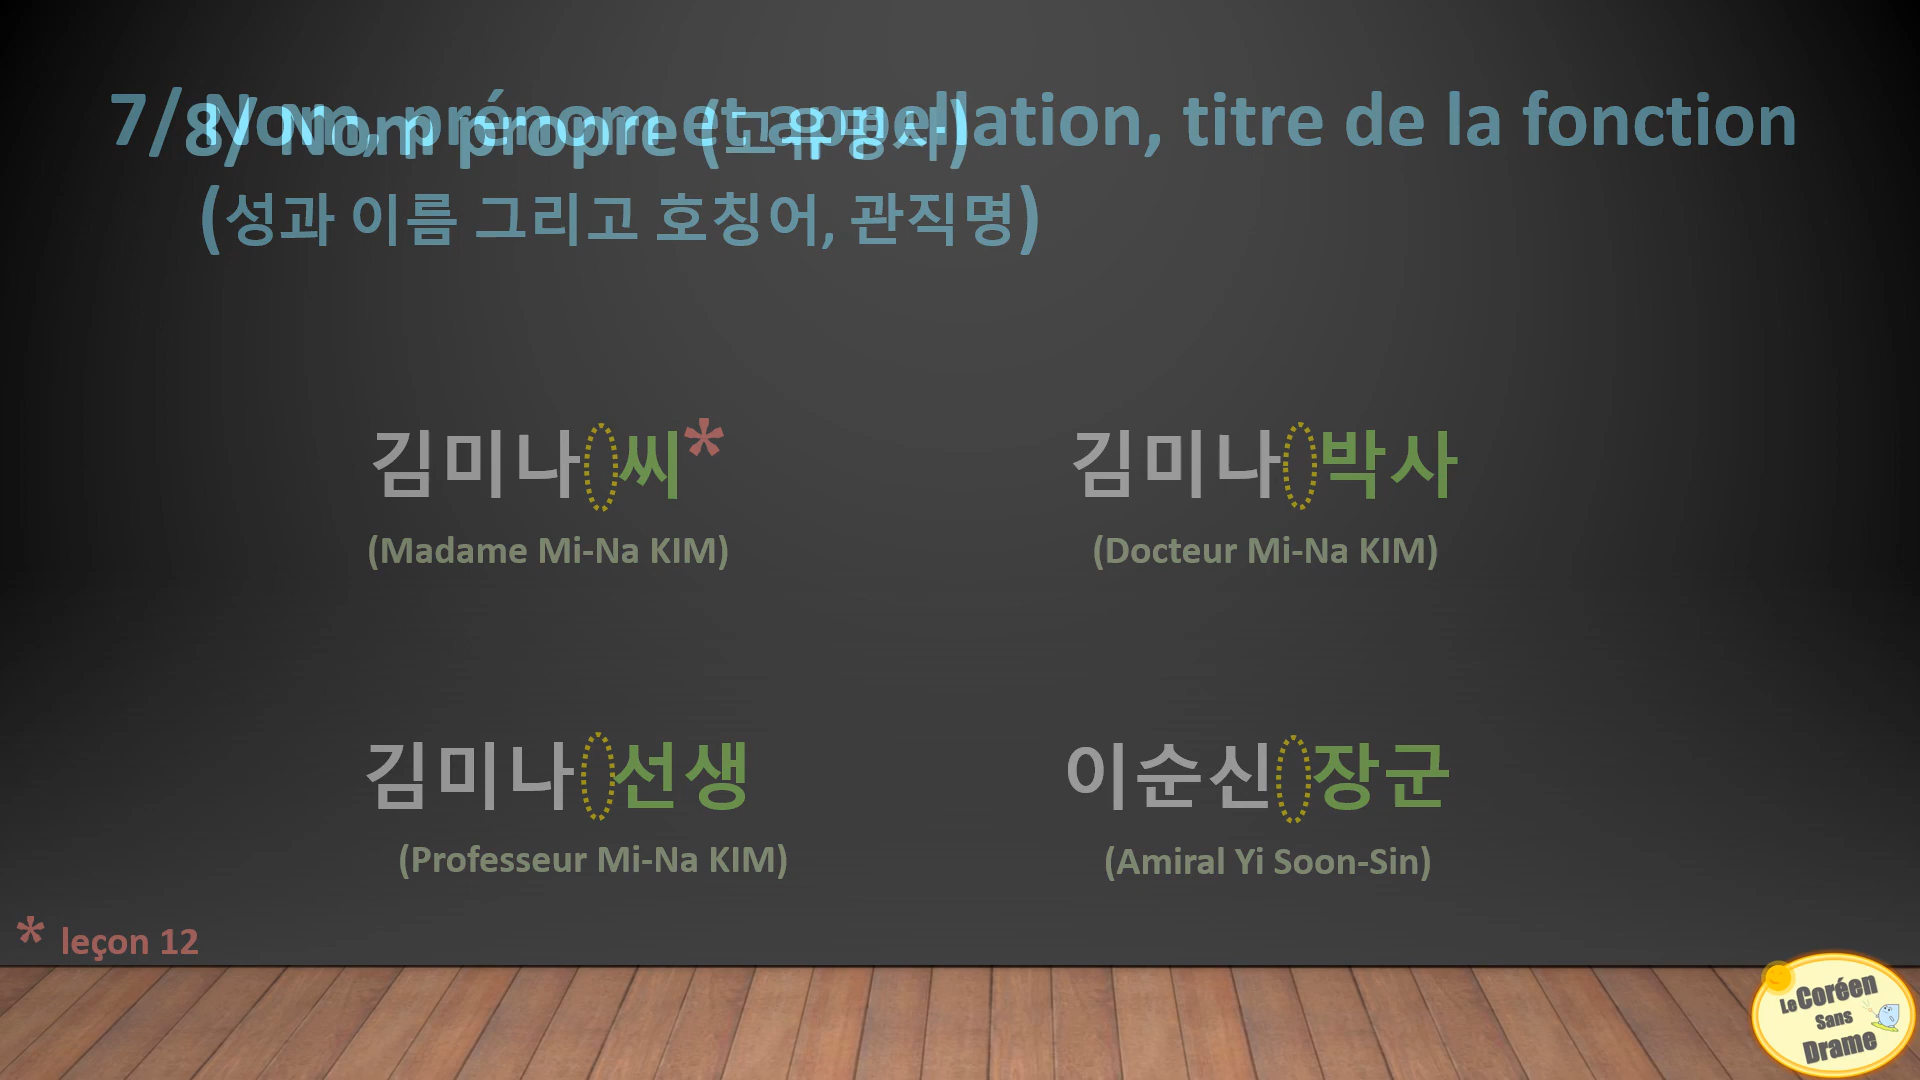 7/ Nom, prénom et appellation, titre de la fonction
8/ Nom propre (고유명사)
(성과 이름 그리고 호칭어, 관직명)
김미나 씨*
(Madame Mi-Na KIM)
김미나 박사
(Docteur Mi-Na KIM)
김미나 선생
(Professeur Mi-Na KIM)
이순신 장군
(Amiral Yi Soon-Sin)
* leçon 12
Le Coréen
Sans
Drame